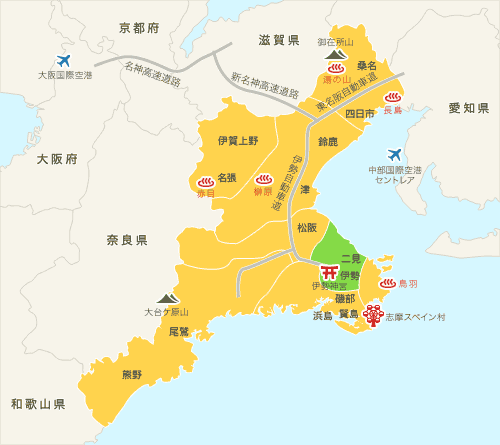 京都府
滋賀県
御在所山
大阪国際空港
名神高速道路
新名神高速道路
湯の山
桑名
東名阪自動車道
長島
愛知県
四日市
伊賀上野
鈴鹿
大阪府
伊勢自動車道
中部国際空港
セントレア
名張
赤目
榊原
津
松阪
奈良県
二見
伊勢
伊勢神宮
鳥羽
大台ケ原山
磯部
浜島
賢島
志摩スペイン村
尾鷲
熊野
和歌山県